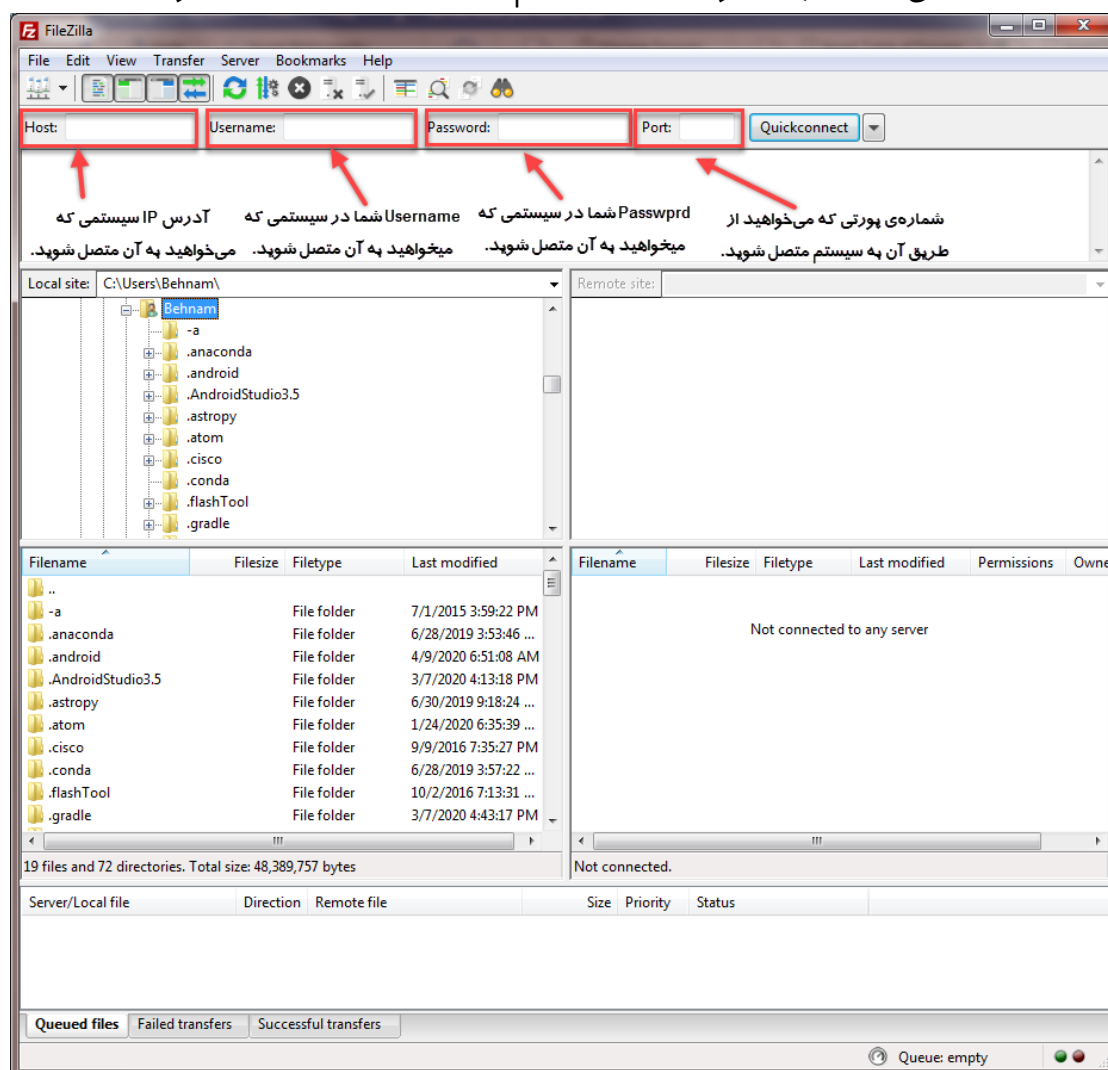 FileZilla
File Edit View Transfer Server Bookmarks Help
Host: Username: Password: Port: Quickconnect
آدرس IP سیستمی که
می‌خواهید به آن متصل شوید.
Username شما در سیستمی که
میخواهید به آن متصل شوید.
Passwprd شما در سیستمی که
میخواهید به آن متصل شوید.
شماره‌ی پورتی که می‌خواهید از
طریق آن به سیستم متصل شوید.
Local site: C:\Users\Behnam\
Remote site:
Behnam
-a
.anaconda
.android
.AndroidStudio3.5
.astropy
.atom
.cisco
.conda
.flashTool
.gradle
Filename Filesize Filetype Last modified
..
-a File folder 7/1/2015 3:59:22 PM
.anaconda File folder 6/28/2019 3:53:46 ...
.android File folder 4/9/2020 6:51:08 AM
.AndroidStudio3.5 File folder 3/7/2020 4:13:18 PM
.astropy File folder 6/30/2019 9:18:24 ...
.atom File folder 1/24/2020 6:35:39 ...
.cisco File folder 9/9/2016 7:35:27 PM
.conda File folder 6/28/2019 3:57:22 ...
.flashTool File folder 10/2/2016 7:13:31 ...
.gradle File folder 3/7/2020 4:43:17 PM
19 files and 72 directories. Total size: 48,389,757 bytes
Filename Filesize Filetype Last modified Permissions Owne
Not connected to any server
Not connected.
Server/Local file Direction Remote file Size Priority Status
Queued files Failed transfers Successful transfers
Queue: empty